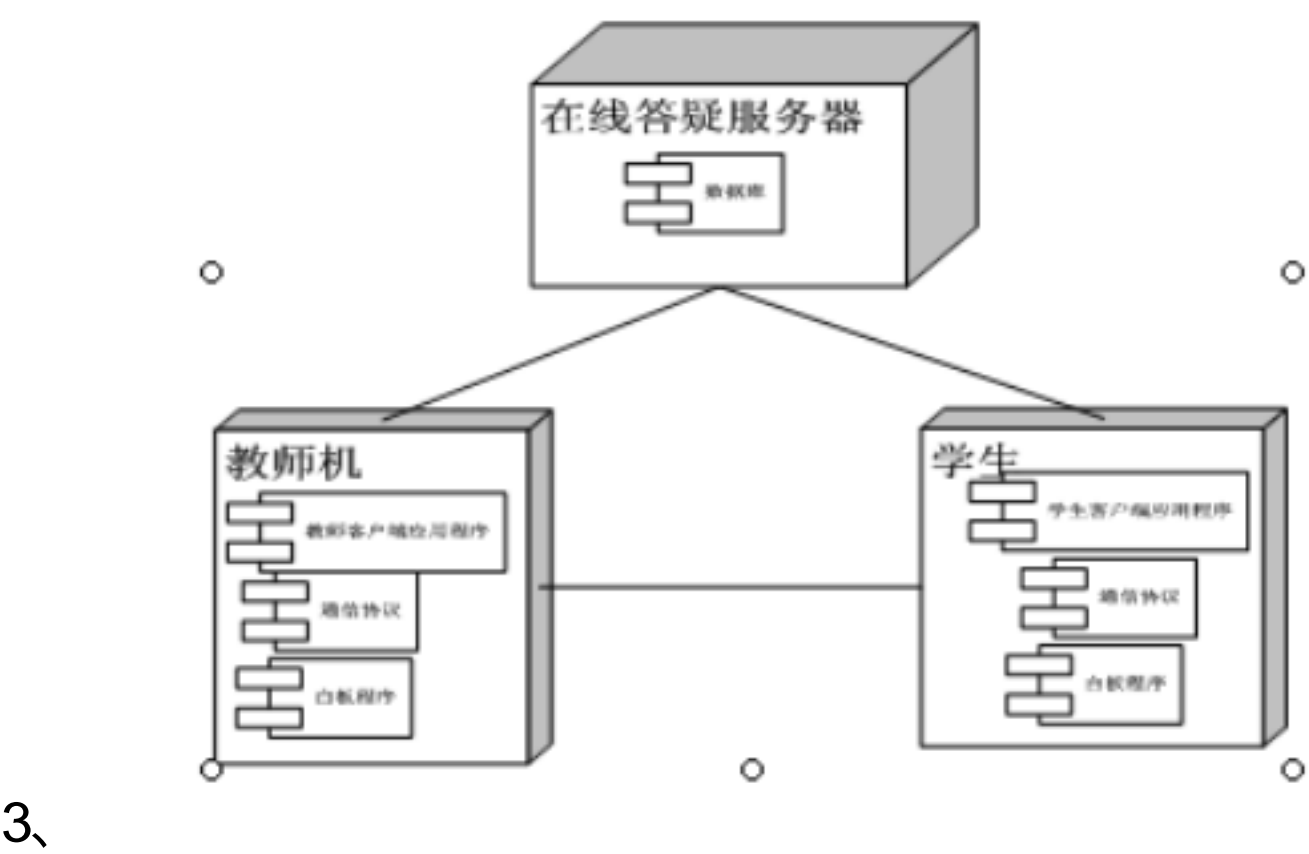 在线答疑服务器
数据库
教师机
教师客户端应用程序
通信协议
白板程序
学生
学生客户端应用程序
通信协议
白板程序
3、